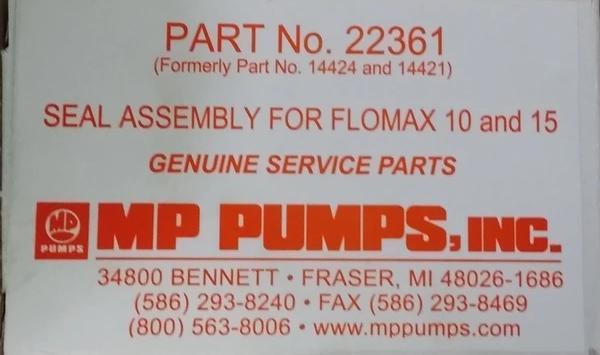 PART No. 22361
(Formerly Part No. 14424 and 14421)
SEAL ASSEMBLY FOR FLOMAX 10 and 15
GENUINE SERVICE PARTS
MP
PUMPS
MP PUMPS, INC.
34800 BENNETT • FRASER, MI 48026-1686
(586) 293-8240 • FAX (586) 293-8469
(800) 563-8006 • www.mppumps.com